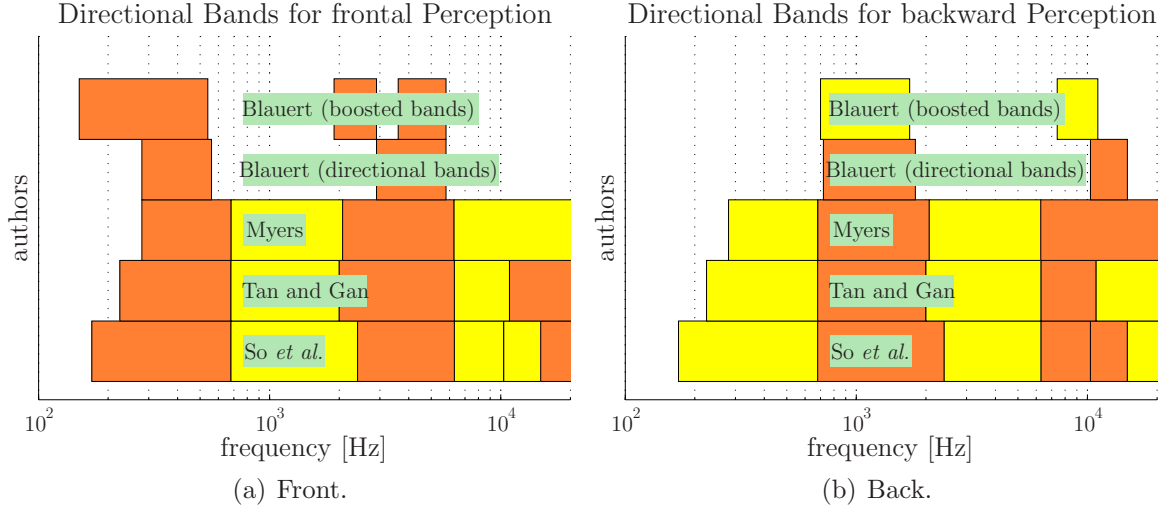 Directional Bands for frontal Perception
authors
Blauert (boosted bands)
Blauert (directional bands)
Myers
Tan and Gan
So et al.
10^2
10^3
10^4
frequency [Hz]
(a) Front.
Directional Bands for backward Perception
authors
Blauert (boosted bands)
Blauert (directional bands)
Myers
Tan and Gan
So et al.
10^2
10^3
10^4
frequency [Hz]
(b) Back.